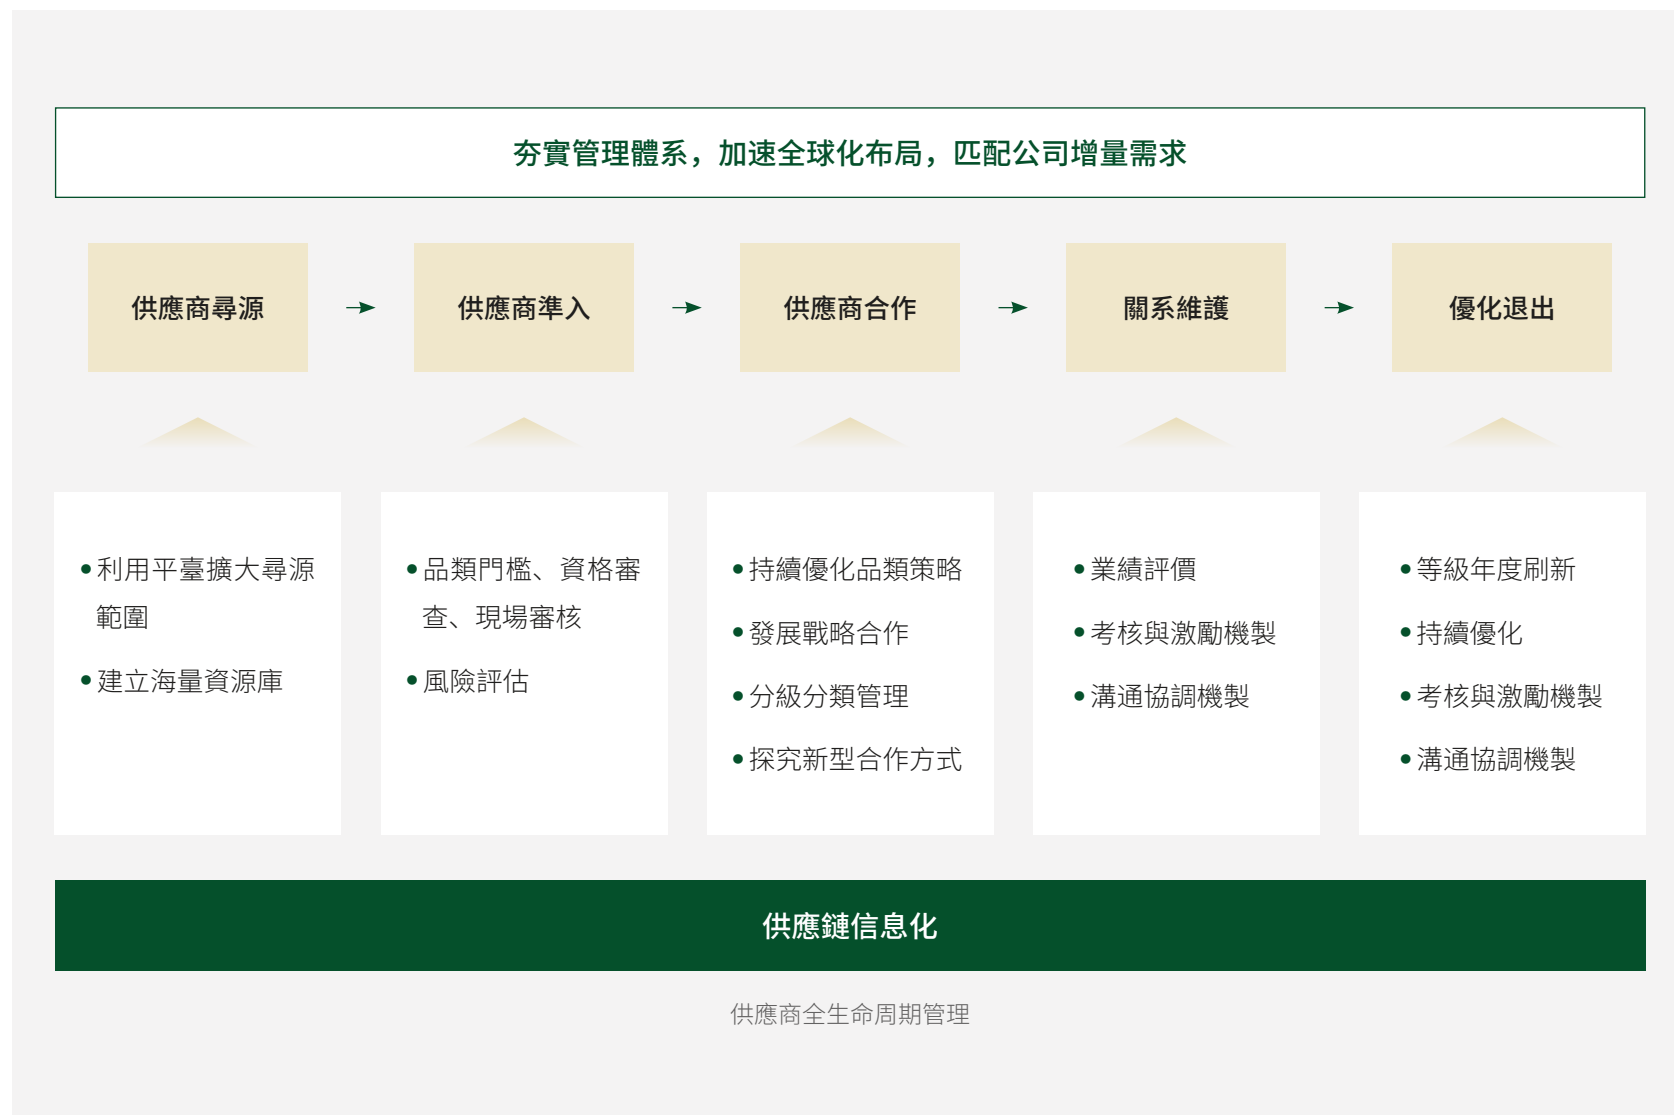 夯實管理體系，加速全球化布局，匹配公司增量需求
供應商尋源
供應商準入
供應商合作
關系維護
優化退出
●利用平臺擴大尋源
範圍
●建立海量資源庫
●品類門檻、資格審
查、現場審核
●風險評估
●持續優化品類策略
●發展戰略合作
●分級分類管理
●探究新型合作方式
●業績評價
●考核與激勵機製
●溝通協調機製
●等級年度刷新
●持續優化
●考核與激勵機製
●溝通協調機製
供應鏈信息化
供應商全生命周期管理